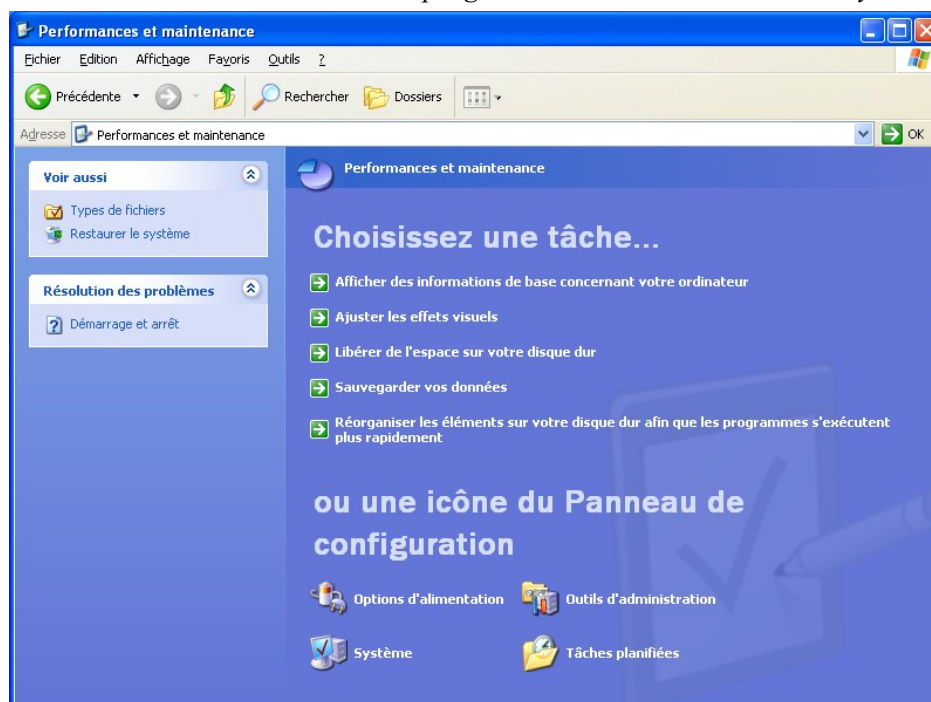 Performances et maintenance
Fichier Edition Affichage Favoris Outils ?
Précédente Rechercher Dossiers
Adresse Performances et maintenance OK
Voir aussi
Types de fichiers
Restaurer le système
Résolution des problèmes
Démarrage et arrêt
Performances et maintenance
Choisissez une tâche...
Afficher des informations de base concernant votre ordinateur
Ajuster les effets visuels
Libérer de l'espace sur votre disque dur
Sauvegarder vos données
Réorganiser les éléments sur votre disque dur afin que les programmes s'exécutent
plus rapidement
ou une icône du Panneau de
configuration
Options d'alimentation Outils d'administration
Système Tâches planifiées